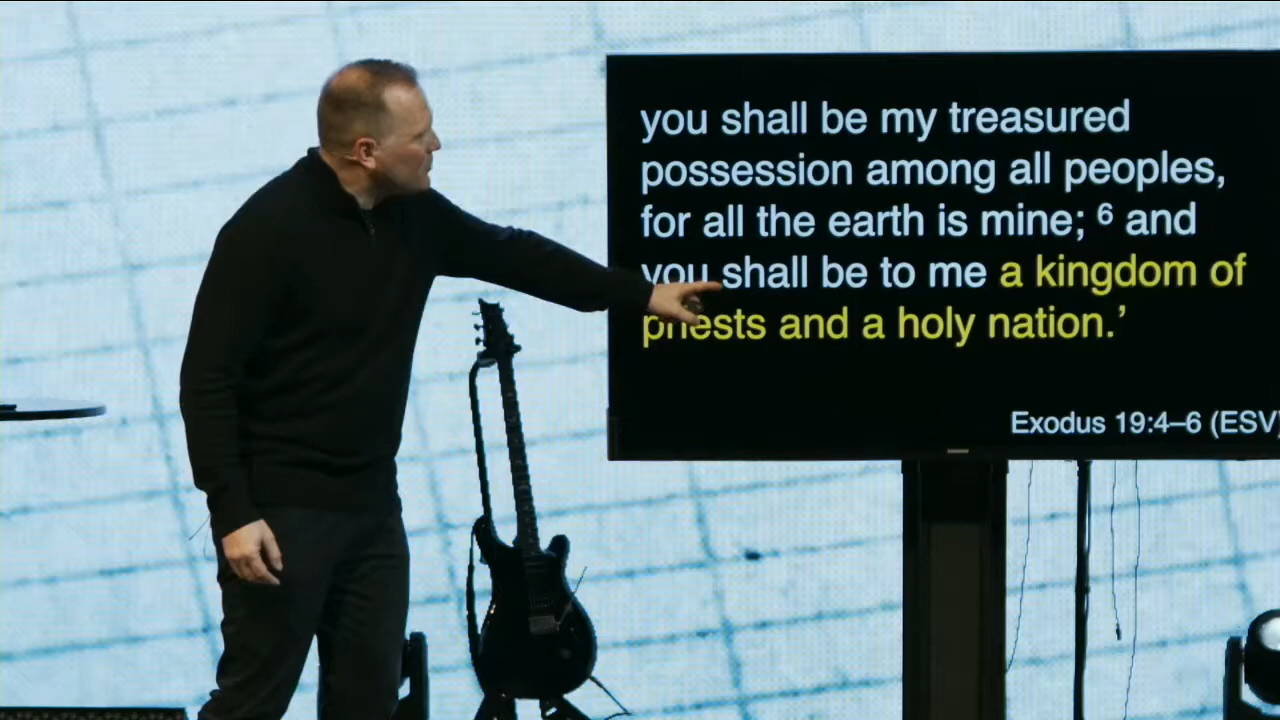 you shall be my treasured
possession among all peoples,
for all the earth is mine; ⁶ and
you shall be to me a kingdom of
priests and a holy nation.’
Exodus 19:4–6 (ESV)